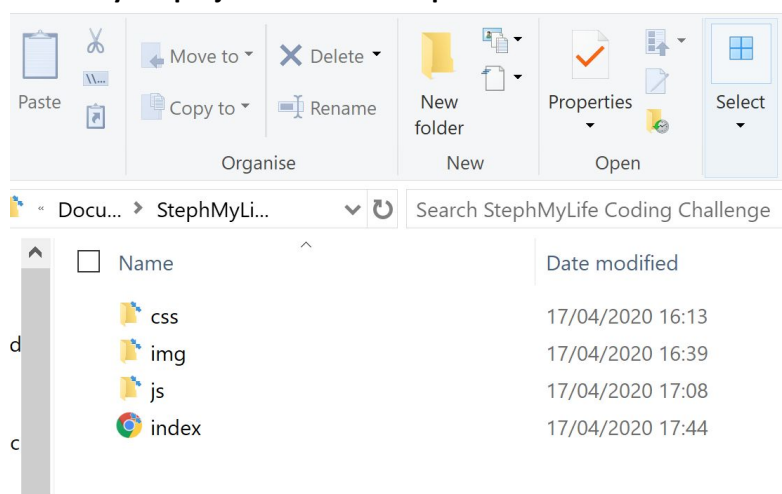 Paste
Move to
Copy to
Delete
Rename
New
folder
Properties
Select
Organise
New
Open
Docu... StephMyLi...
Search StephMyLife Coding Challenge
Name Date modified
css 17/04/2020 16:13
img 17/04/2020 16:39
js 17/04/2020 17:08
index 17/04/2020 17:44
d
c